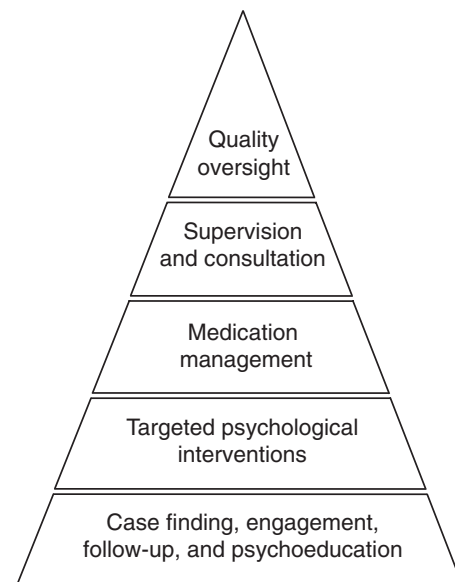 Quality
oversight
Supervision
and consultation
Medication
management
Targeted psychological
interventions
Case finding, engagement,
follow-up, and psychoeducation